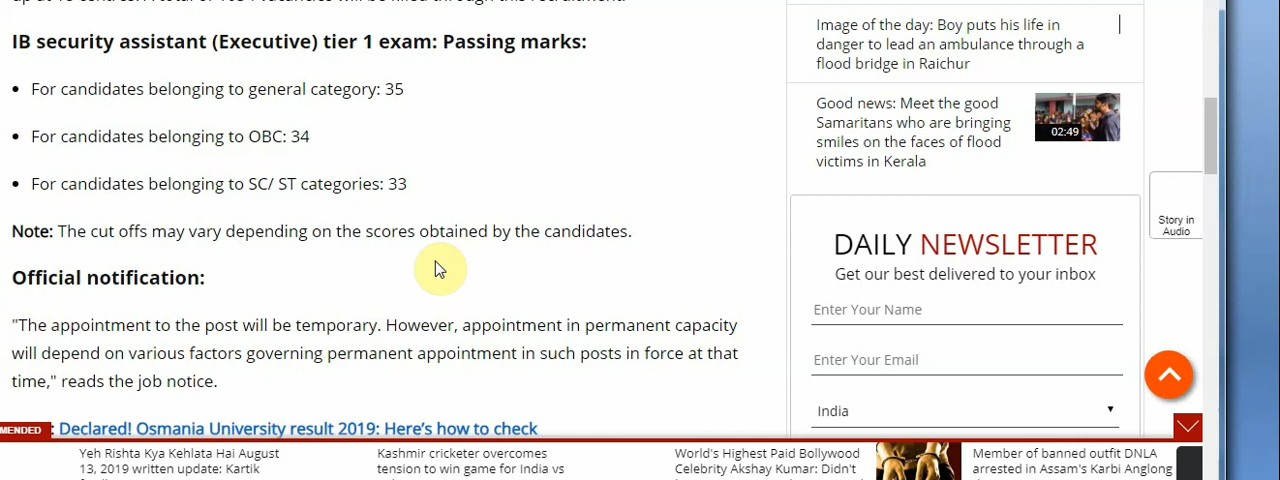 IB security assistant (Executive) tier 1 exam: Passing marks:
• For candidates belonging to general category: 35
• For candidates belonging to OBC: 34
• For candidates belonging to SC/ ST categories: 33
Note: The cut offs may vary depending on the scores obtained by the candidates.
Official notification:
"The appointment to the post will be temporary. However, appointment in permanent capacity
will depend on various factors governing permanent appointment in such posts in force at that
time," reads the job notice.
: Declared! Osmania University result 2019: Here's how to check
Image of the day: Boy puts his life in
danger to lead an ambulance through a
flood bridge in Raichur
Good news: Meet the good
Samaritans who are bringing
smiles on the faces of flood
victims in Kerala
02:49
Story in
Audio
DAILY NEWSLETTER
Get our best delivered to your inbox
Enter Your Name
Enter Your Email
India
MENDED
Yeh Rishta Kya Kehlata Hai August
13, 2019 written update: Kartik
Kashmir cricketer overcomes
tension to win game for India vs
World's Highest Paid Bollywood
Celebrity Akshay Kumar: Didn't
Member of banned outfit DNLA
arrested in Assam's Karbi Anglong